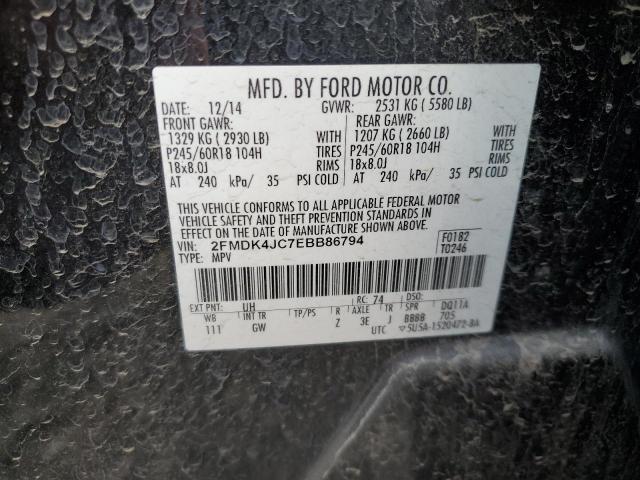 MFD. BY FORD MOTOR CO.
DATE: 12/14 GVWR: 2531 KG ( 5580 LB)
FRONT GAWR: REAR GAWR:
1329 KG ( 2930 LB) WITH 1207 KG ( 2660 LB) WITH
P245/60R18 104H TIRES P245/60R18 104H TIRES
18x8.0J RIMS 18x8.0J RIMS
AT 240 kPa/ 35 PSI COLD AT 240 kPa/ 35 PSI COLD
THIS VEHICLE CONFORMS TO ALL APPLICABLE FEDERAL MOTOR
VEHICLE SAFETY AND THEFT PREVENTION STANDARDS IN
EFFECT ON THE DATE OF MANUFACTURE SHOWN ABOVE.
VIN: 2FMDK4JC7EBB86794 F0182
TYPE: MPV T0246
EXT PNT: UH RC: 74 DSO:
WB INT TR TP/PS R AXLE TR SPR DQ11A
111 GW Z 3E J BBBB 705
UTC ▽5U5A-1520472-BA